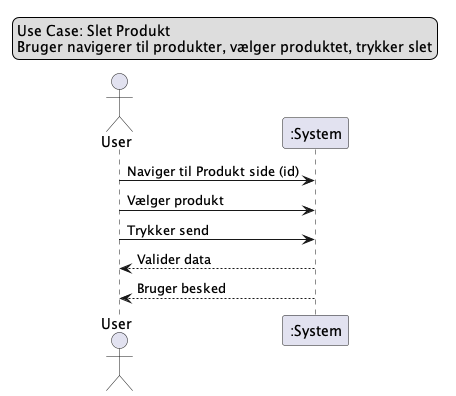 Use Case: Slet Produkt
Bruger navigerer til produkter, vælger produktet, trykker slet
User
:System
Naviger til Produkt side (id)
Vælger produkt
Trykker send
Valider data
Bruger besked
User
:System